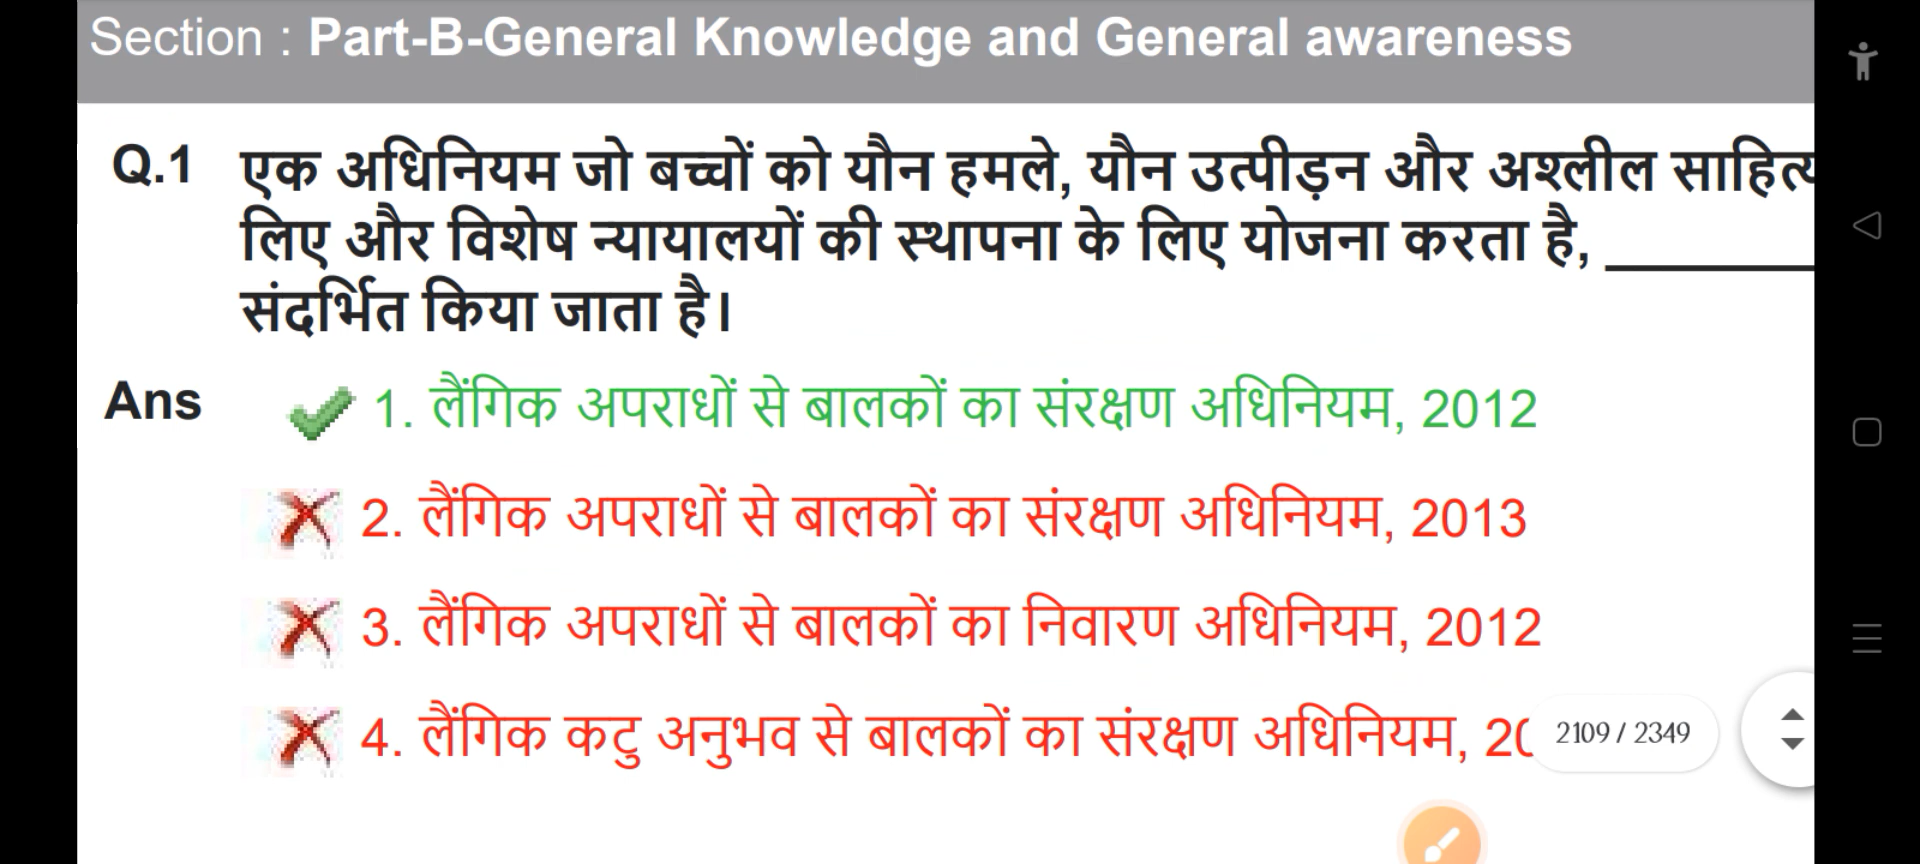 Section : Part-B-General Knowledge and General awareness
Q.1 एक अधिनियम जो बच्चों को यौन हमले, यौन उत्पीड़न और अश्लील साहित्य
लिए और विशेष न्यायालयों की स्थापना के लिए योजना करता है, ________
संदर्भित किया जाता है।
Ans 1. लैंगिक अपराधों से बालकों का संरक्षण अधिनियम, 2012
2. लैंगिक अपराधों से बालकों का संरक्षण अधिनियम, 2013
3. लैंगिक अपराधों से बालकों का निवारण अधिनियम, 2012
4. लैंगिक कटु अनुभव से बालकों का संरक्षण अधिनियम, 20
2109 / 2349